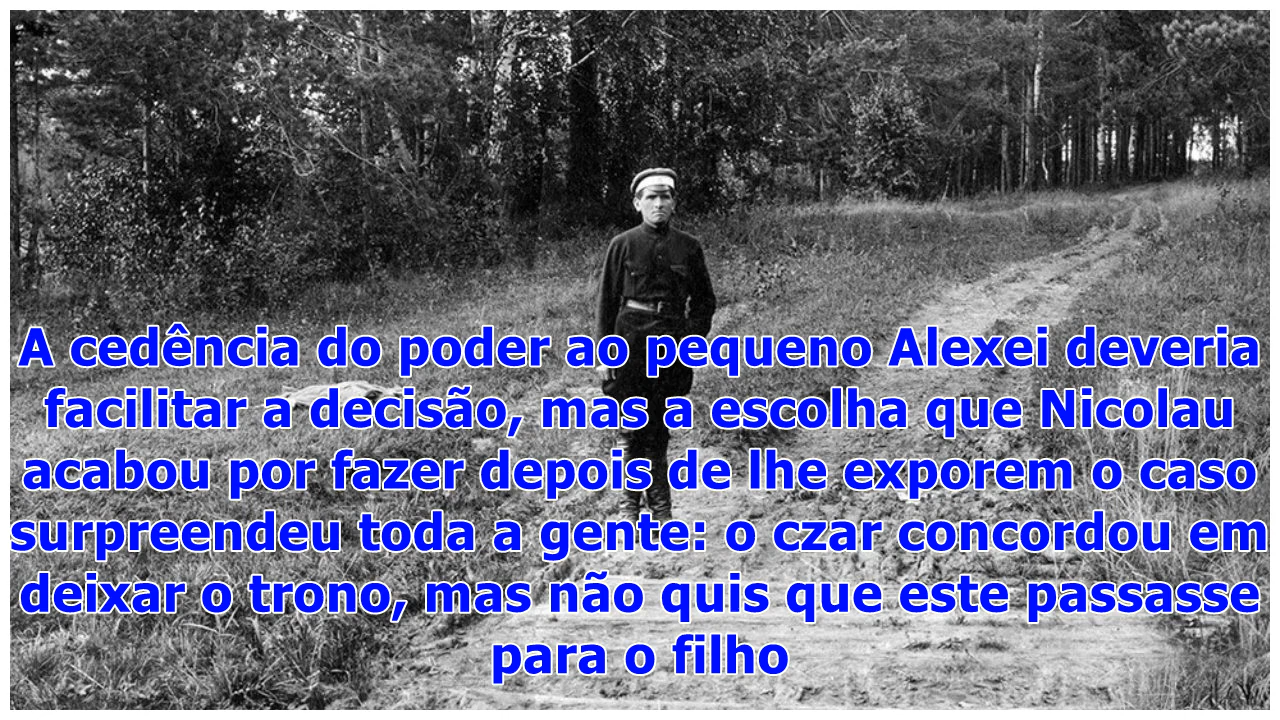 A cedência do poder ao pequeno Alexei deveria
facilitar a decisão, mas a escolha que Nicolau
acabou por fazer depois de lhe exporem o caso
surpreendeu toda a gente: o czar concordou em
deixar o trono, mas não quis que este passasse
para o filho